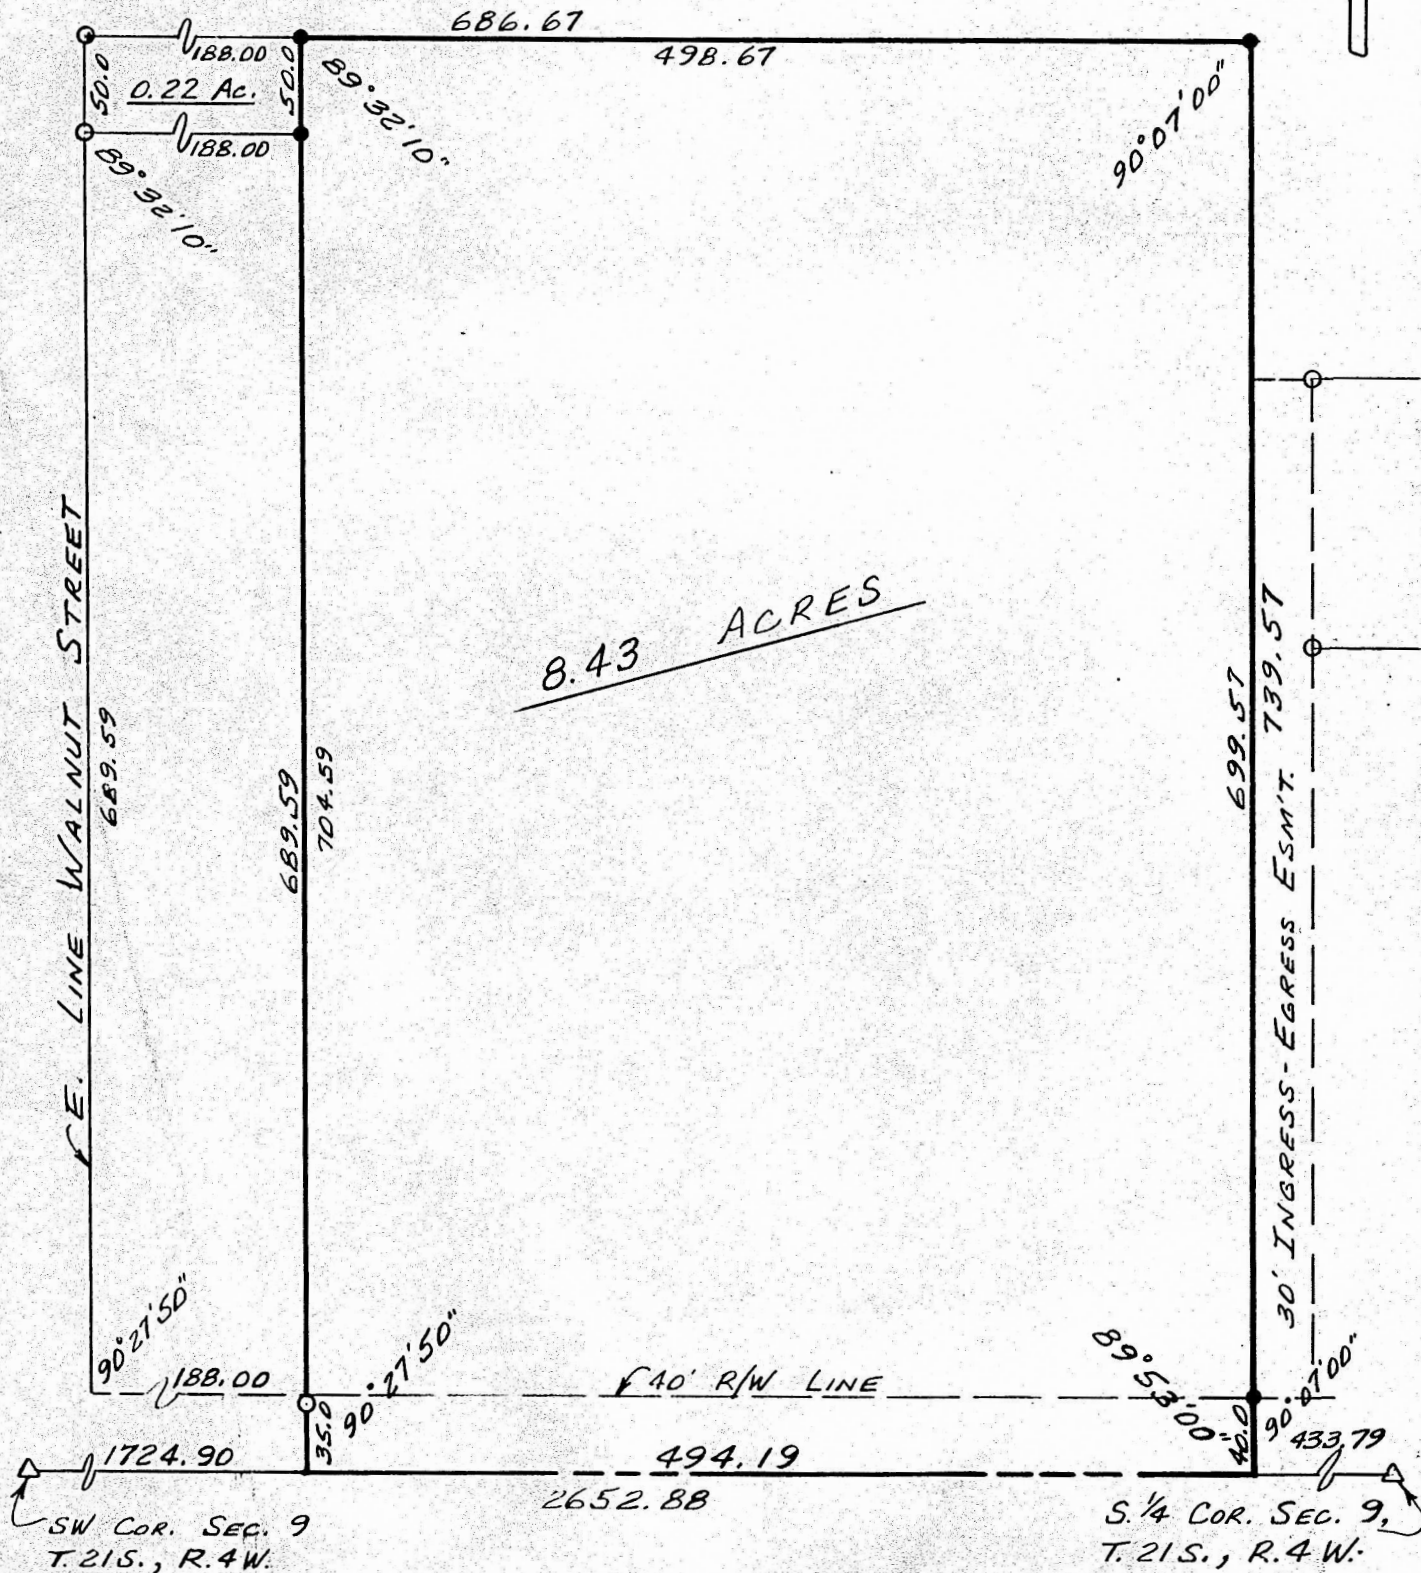 686.67
188.00
498.67
50.0
0.22 Ac.
50.0
89°32'10"
90°07'00"
188.00
89°32'10"
E. LINE WALNUT STREET
689.59
8.43 ACRES
689.59
704.59
699.57
30' INGRESS-EGRESS ESM'T. 739.57
90°27'50"
188.00
90°27'50"
40' R/W LINE
89°53'00"
90°07'00"
35.0
40.0
1724.90
494.19
433.79
2652.88
SW COR. SEC. 9
T. 21S., R. 4W.
S. 1/4 COR. SEC. 9,
T. 21S., R. 4 W.